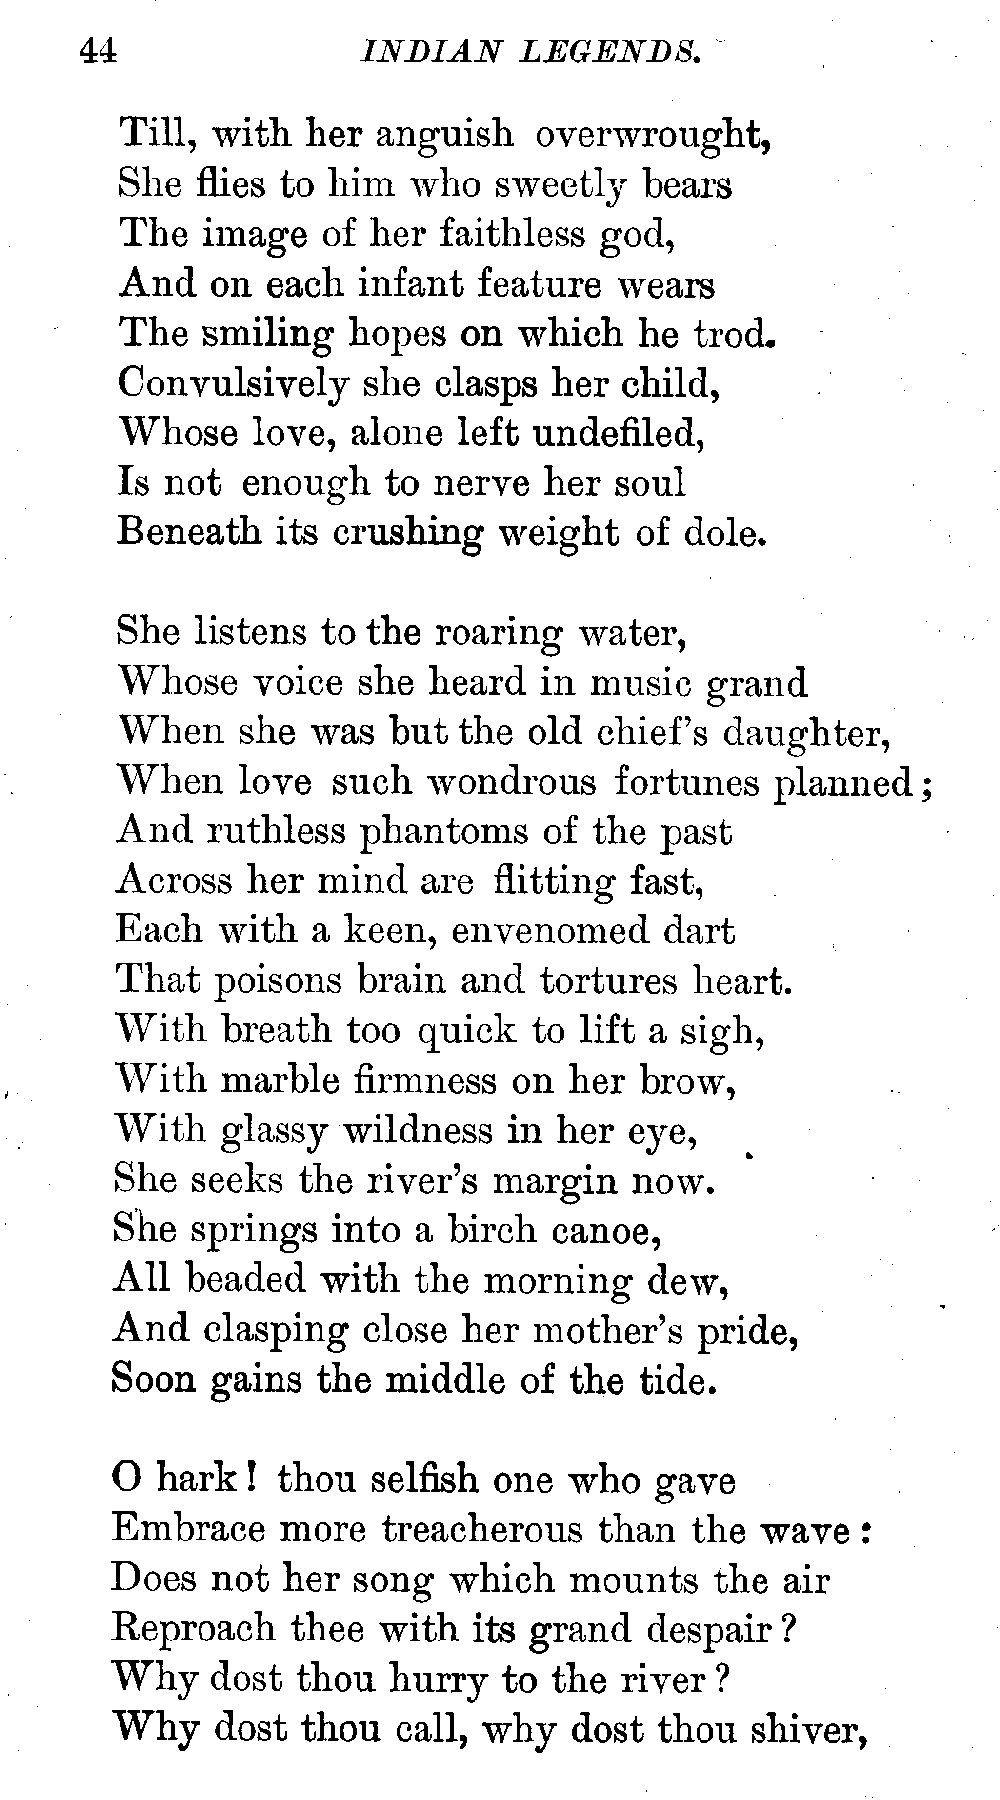 44 INDIAN LEGENDS.
Till, with her anguish overwrought,
She flies to him who sweetly bears
The image of her faithless god,
And on each infant feature wears
The smiling hopes on which he trod.
Convulsively she clasps her child,
Whose love, alone left undefiled,
Is not enough to nerve her soul
Beneath its crushing weight of dole.

She listens to the roaring water,
Whose voice she heard in music grand
When she was but the old chief's daughter,
When love such wondrous fortunes planned;
And ruthless phantoms of the past
Across her mind are flitting fast,
Each with a keen, envenomed dart
That poisons brain and tortures heart.
With breath too quick to lift a sigh,
With marble firmness on her brow,
With glassy wildness in her eye,
She seeks the river's margin now.
She springs into a birch canoe,
All beaded with the morning dew,
And clasping close her mother's pride,
Soon gains the middle of the tide.

O hark! thou selfish one who gave
Embrace more treacherous than the wave:
Does not her song which mounts the air
Reproach thee with its grand despair?
Why dost thou hurry to the river?
Why dost thou call, why dost thou shiver,